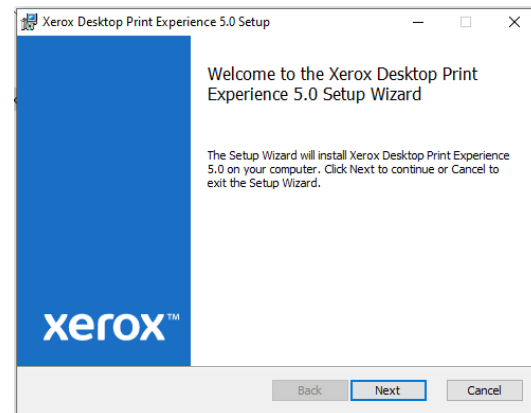 Xerox Desktop Print Experience 5.0 Setup
Welcome to the Xerox Desktop Print
Experience 5.0 Setup Wizard
The Setup Wizard will install Xerox Desktop Print Experience
5.0 on your computer. Click Next to continue or Cancel to
exit the Setup Wizard.
xerox™
Back Next Cancel